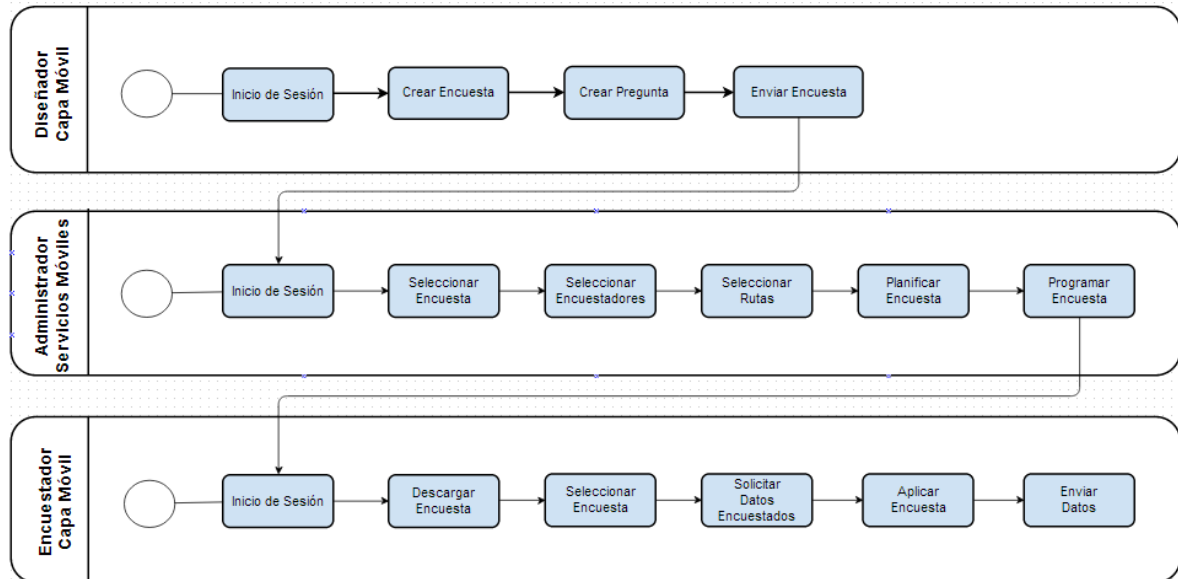 Diseñador
Capa Móvil
Inicio de Sesión
Crear Encuesta
Crear Pregunta
Enviar Encuesta
Administrador
Servicios Móviles
Inicio de Sesión
Seleccionar
Encuesta
Seleccionar
Encuestadores
Seleccionar
Rutas
Planificar
Encuesta
Programar
Encuesta
Encuestador
Capa Móvil
Inicio de Sesión
Descargar
Encuesta
Seleccionar
Encuesta
Solicitar
Datos
Encuestados
Aplicar
Encuesta
Enviar
Datos